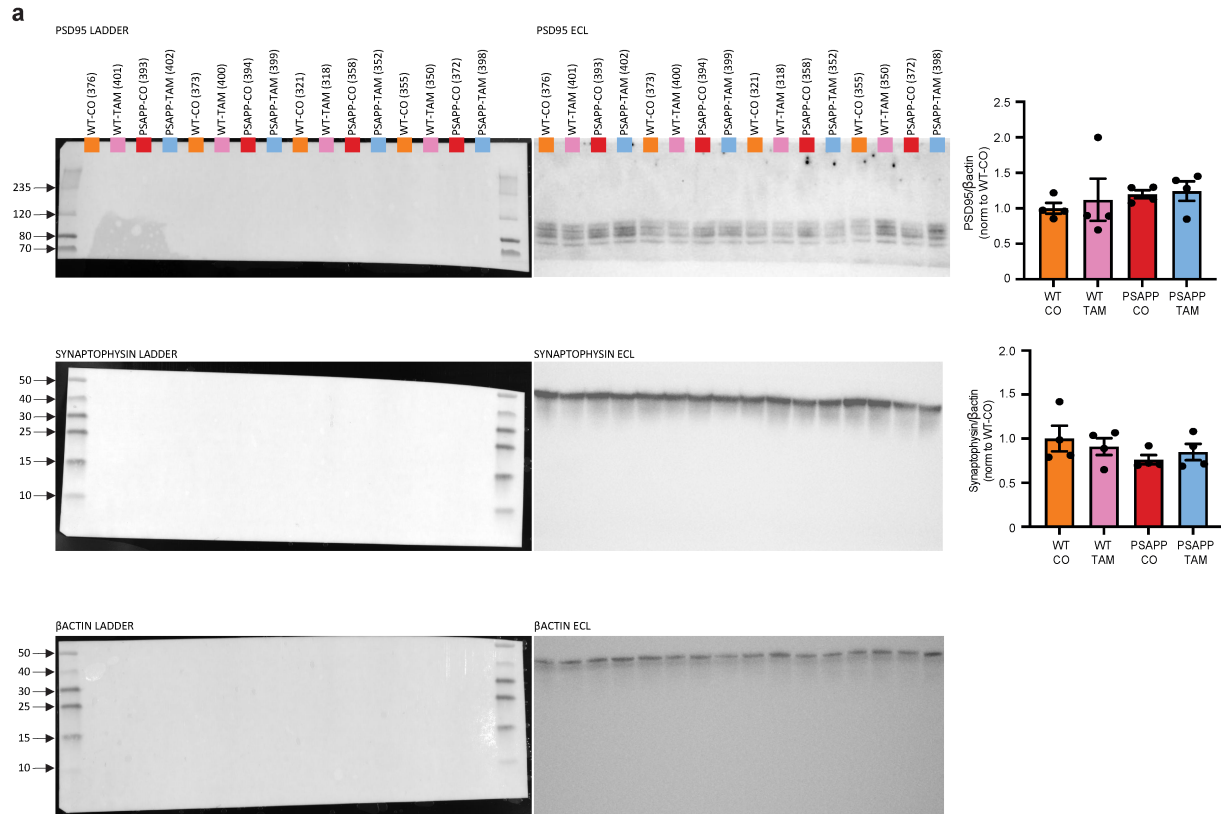 a
PSD95 LADDER
WT-CO (376)
WT-TAM (401)
PSAPP-CO (393)
PSAPP-TAM (402)
WT-CO (373)
WT-TAM (400)
PSAPP-CO (394)
PSAPP-TAM (399)
WT-CO (321)
WT-TAM (318)
PSAPP-CO (358)
PSAPP-TAM (352)
WT-CO (355)
WT-TAM (350)
PSAPP-CO (372)
PSAPP-TAM (398)
235
120
80
70
PSD95 ECL
WT-CO (376)
WT-TAM (401)
PSAPP-CO (393)
PSAPP-TAM (402)
WT-CO (373)
WT-TAM (400)
PSAPP-CO (394)
PSAPP-TAM (399)
WT-CO (321)
WT-TAM (318)
PSAPP-CO (358)
PSAPP-TAM (352)
WT-CO (355)
WT-TAM (350)
PSAPP-CO (372)
PSAPP-TAM (398)
PSD95/βactin
(norm to WT-CO)
2.5
2.0
1.5
1.0
0.5
0
WT CO
WT TAM
PSAPP CO
PSAPP TAM
SYNAPTOPHYSIN LADDER
50
40
30
25
15
10
SYNAPTOPHYSIN ECL
Synaptophysin/βactin
(norm to WT-CO)
2.0
1.5
1.0
0.5
0
WT CO
WT TAM
PSAPP CO
PSAPP TAM
βACTIN LADDER
50
40
30
25
15
10
βACTIN ECL